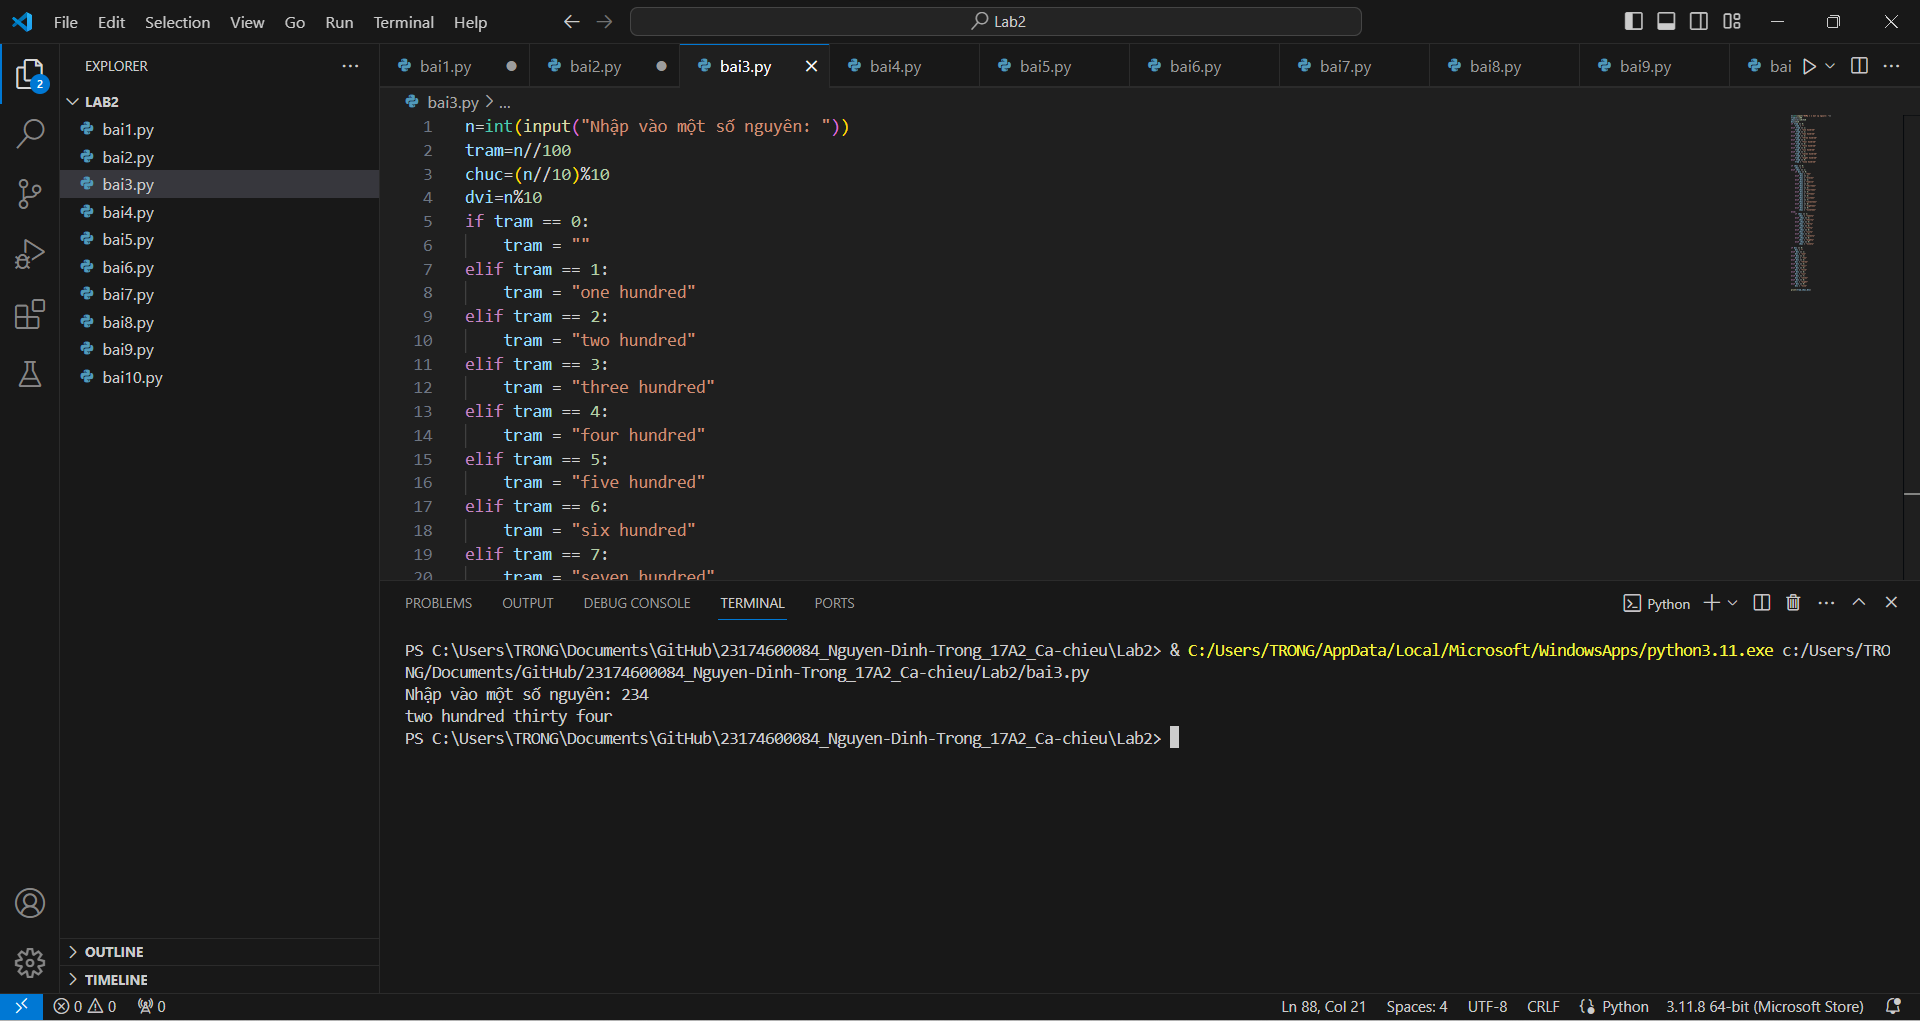 File Edit Selection View Go Run Terminal Help
Lab2
EXPLORER
2
LAB2
bai1.py
bai2.py
bai3.py
bai4.py
bai5.py
bai6.py
bai7.py
bai8.py
bai9.py
bai10.py
OUTLINE
TIMELINE
bai1.py bai2.py bai3.py bai4.py bai5.py bai6.py bai7.py bai8.py bai9.py bai
bai3.py > ...
1 n=int(input("Nhập vào một số nguyên: "))
2 tram=n//100
3 chuc=(n//10)%10
4 dvi=n%10
5 if tram == 0:
6 tram = ""
7 elif tram == 1:
8 tram = "one hundred"
9 elif tram == 2:
10 tram = "two hundred"
11 elif tram == 3:
12 tram = "three hundred"
13 elif tram == 4:
14 tram = "four hundred"
15 elif tram == 5:
16 tram = "five hundred"
17 elif tram == 6:
18 tram = "six hundred"
19 elif tram == 7:
20 tram = "seven hundred"
PROBLEMS OUTPUT DEBUG CONSOLE TERMINAL PORTS
Python
PS C:\Users\TRONG\Documents\GitHub\23174600084_Nguyen-Dinh-Trong_17A2_Ca-chieu\Lab2> & C:/Users/TRONG/AppData/Local/Microsoft/WindowsApps/python3.11.exe c:/Users/TRO
NG/Documents/GitHub/23174600084_Nguyen-Dinh-Trong_17A2_Ca-chieu/Lab2/bai3.py
Nhập vào một số nguyên: 234
two hundred thirty four
PS C:\Users\TRONG\Documents\GitHub\23174600084_Nguyen-Dinh-Trong_17A2_Ca-chieu\Lab2>
0 0 0
Ln 88, Col 21 Spaces: 4 UTF-8 CRLF Python 3.11.8 64-bit (Microsoft Store)